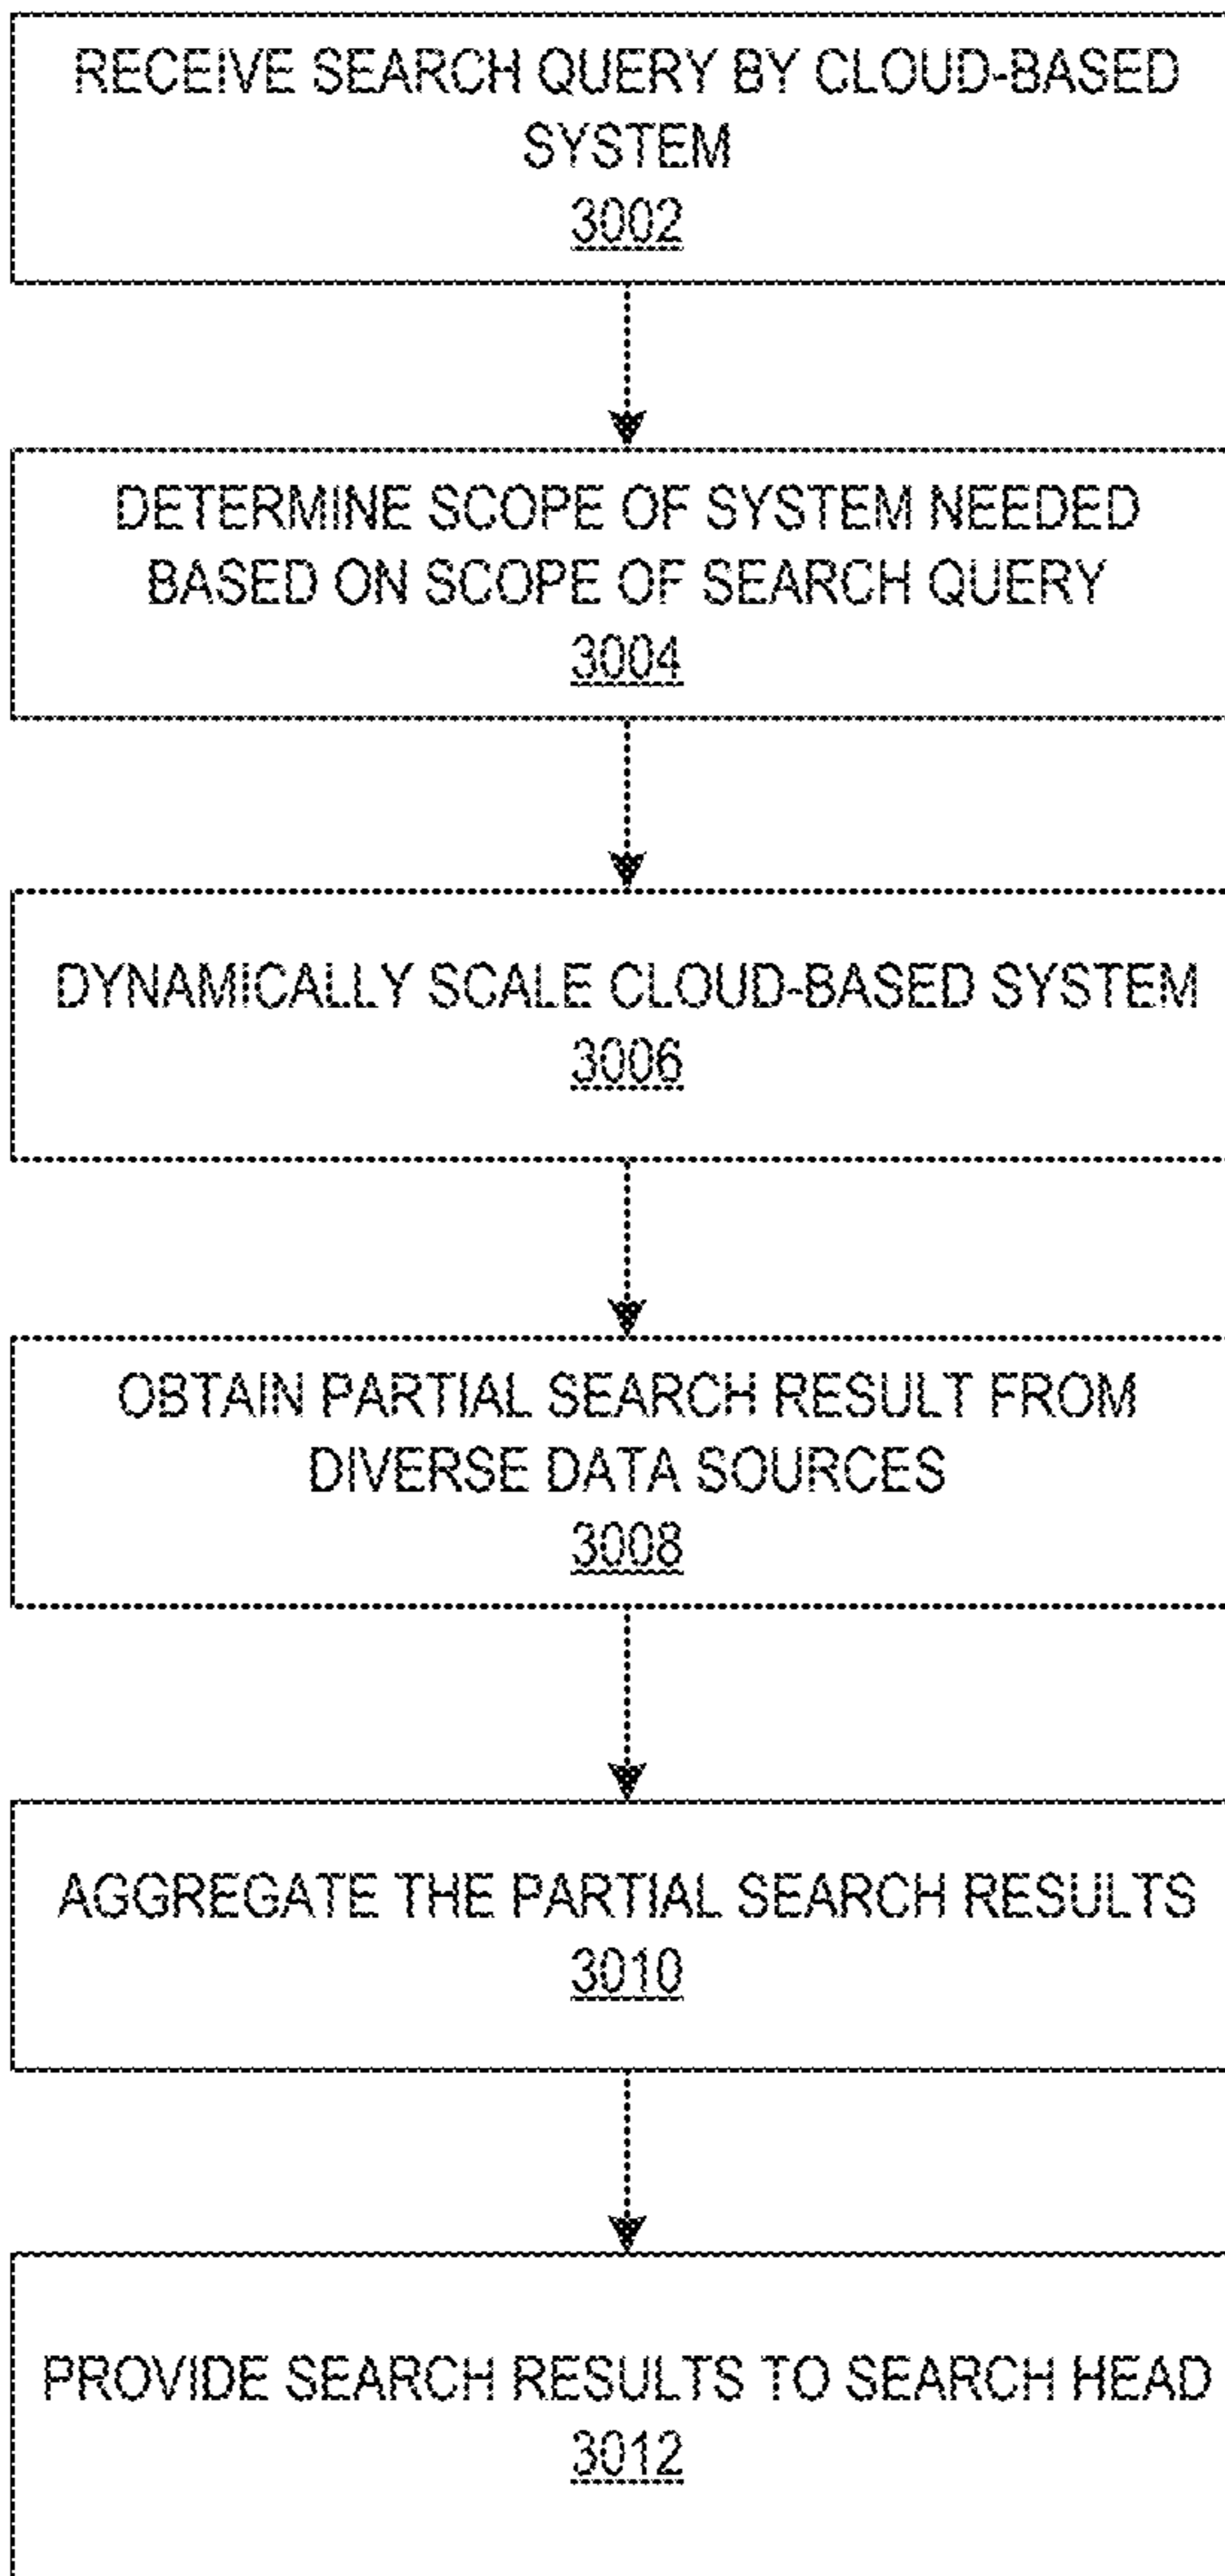 RECEIVE SEARCH QUERY BY CLOUD-BASED
SYSTEM
3002
DETERMINE SCOPE OF SYSTEM NEEDED
BASED ON SCOPE OF SEARCH QUERY
3004
DYNAMICALLY SCALE CLOUD-BASED SYSTEM
3006
OBTAIN PARTIAL SEARCH RESULT FROM
DIVERSE DATA SOURCES
3008
AGGREGATE THE PARTIAL SEARCH RESULTS
3010
PROVIDE SEARCH RESULTS TO SEARCH HEAD
3012